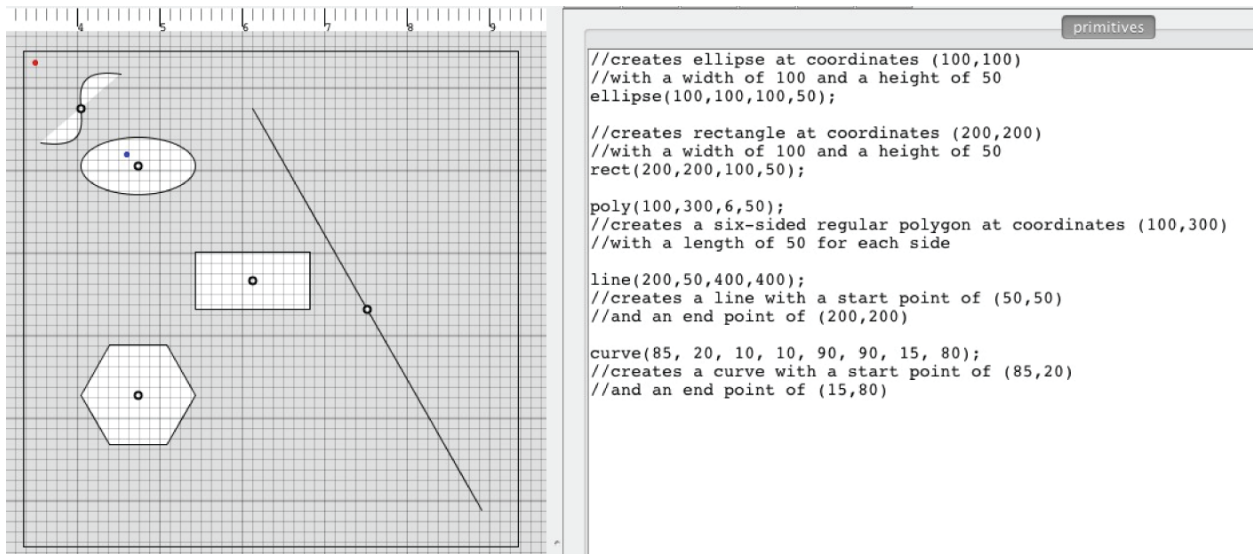 4 5 6 7 8 9
primitives
//creates ellipse at coordinates (100,100)
//with a width of 100 and a height of 50
ellipse(100,100,100,50);
//creates rectangle at coordinates (200,200)
//with a width of 100 and a height of 50
rect(200,200,100,50);
poly(100,300,6,50);
//creates a six-sided regular polygon at coordinates (100,300)
//with a length of 50 for each side
line(200,50,400,400);
//creates a line with a start point of (50,50)
//and an end point of (200,200)
curve(85, 20, 10, 10, 90, 90, 15, 80);
//creates a curve with a start point of (85,20)
//and an end point of (15,80)